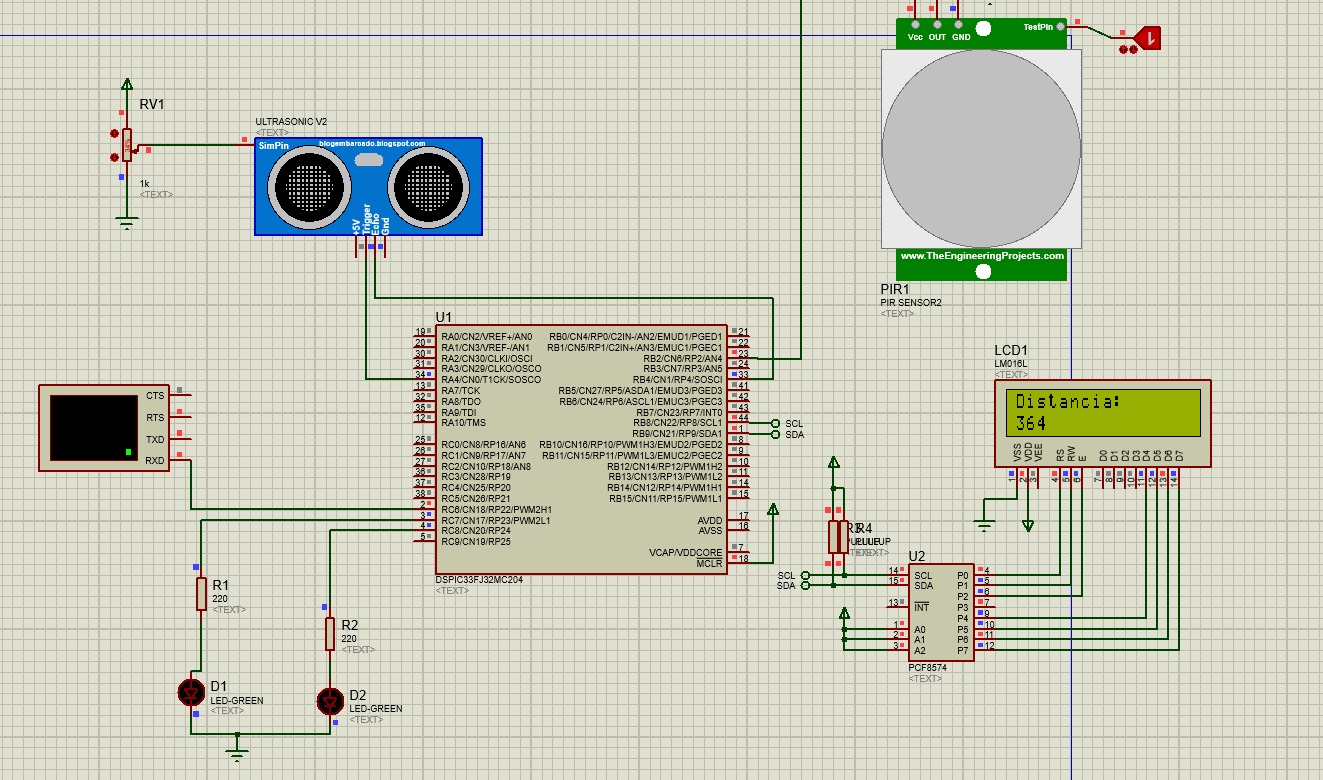 Vcc OUT GND
TestPin
RV1
1k
<TEXT>
ULTRASONIC V2
<TEXT>
SimPin
blogembarcado.blogspot.com
+5V
Trigger
Echo
Gnd
www.TheEngineeringProjects.com
PIR1
PIR SENSOR2
<TEXT>
U1
19 RA0/CN2/VREF+/AN0
20 RA1/CN3/VREF-/AN1
30 RA2/CN30/CLKI/OSCI
31 RA3/CN29/CLKO/OSCO
34 RA4/CN0/T1CK/SOSCO
13 RA7/TCK
32 RA8/TDO
35 RA9/TDI
12 RA10/TMS
25 RC0/CN8/RP16/AN6
26 RC1/CN9/RP17/AN7
27 RC2/CN10/RP18/AN8
36 RC3/CN28/RP19
37 RC4/CN25/RP20
38 RC5/CN26/RP21
2 RC6/CN18/RP22/PWM2H1
3 RC7/CN17/RP23/PWM2L1
4 RC8/CN20/RP24
5 RC9/CN19/RP25
RB0/CN4/RP0/C2IN-/AN2/EMUD1/PGED1 21
RB1/CN5/RP1/C2IN+/AN3/EMUC1/PGEC1 22
RB2/CN6/RP2/AN4 23
RB3/CN7/RP3/AN5 24
RB4/CN1/RP4/SOSCI 33
RB5/CN27/RP5/ASDA1/EMUD3/PGED3 41
RB6/CN24/RP6/ASCL1/EMUC3/PGEC3 42
RB7/CN23/RP7/INT0 43
RB8/CN22/RP8/SCL1 44
RB9/CN21/RP9/SDA1 1
RB10/CN16/RP10/PWM1H3/EMUD2/PGED2 8
RB11/CN15/RP11/PWM1L3/EMUC2/PGEC2 9
RB12/CN14/RP12/PWM1H2 10
RB13/CN13/RP13/PWM1L2 11
RB14/CN12/RP14/PWM1H1 14
RB15/CN11/RP15/PWM1L1 15
AVDD 17
AVSS 16
VCAP/VDDCORE 7
MCLR 18
DSPIC33FJ32MC204
<TEXT>
SCL
SDA
CTS
RTS
TXD
RXD
R1
220
<TEXT>
R2
220
<TEXT>
D1
LED-GREEN
<TEXT>
D2
LED-GREEN
<TEXT>
LCD1
LM016L
<TEXT>
Distancia:
364
VSS VDD VEE RS RW E D0 D1 D2 D3 D4 D5 D6 D7
1 2 3 4 5 6 7 8 9 10 11 12 13 14
R4
PULLUP
<TEXT>
U2
SCL
SDA
14 SCL
15 SDA
13 INT
1 A0
2 A1
3 A2
P0 4
P1 5
P2 6
P3 7
P4 9
P5 10
P6 11
P7 12
PCF8574
<TEXT>